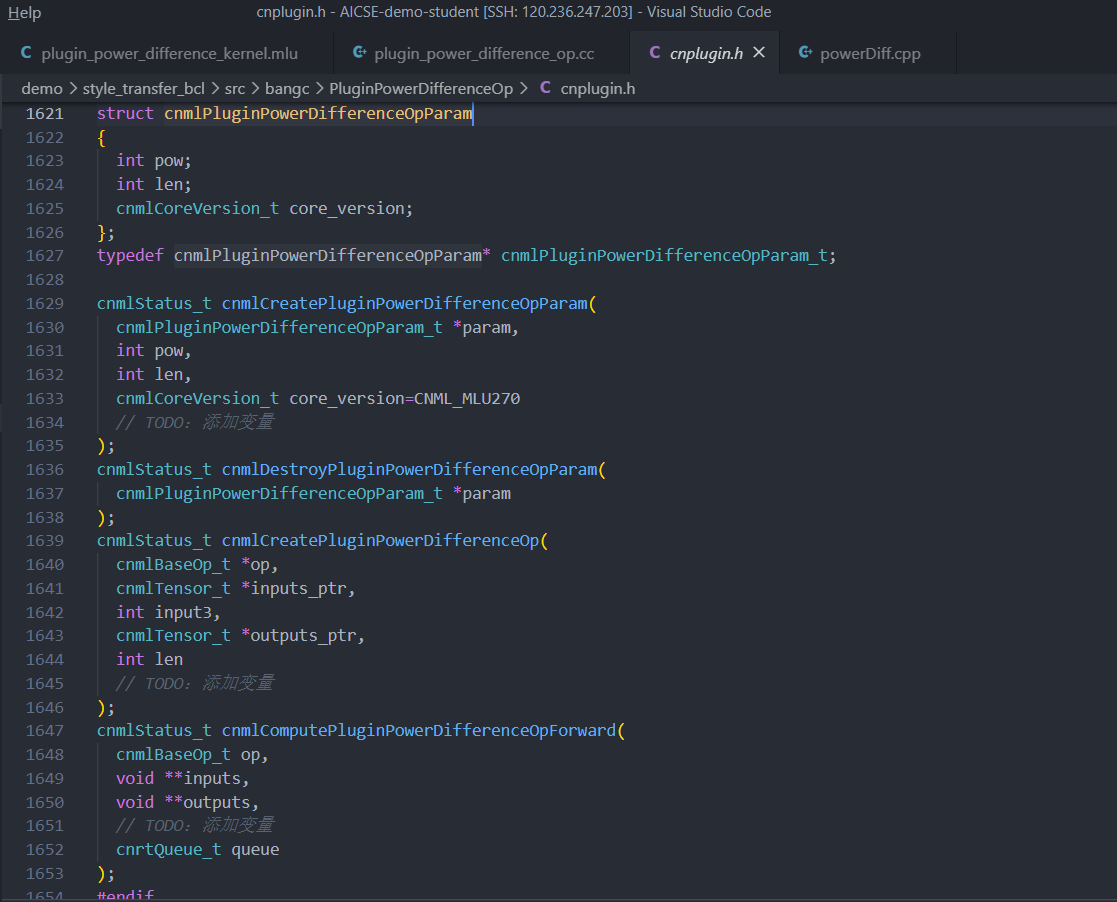 Help cnplugin.h - AICSE-demo-student [SSH: 120.236.247.203] - Visual Studio Code
C plugin_power_difference_kernel.mlu plugin_power_difference_op.cc C cnplugin.h powerDiff.cpp
demo > style_transfer_bcl > src > bangc > PluginPowerDifferenceOp > C cnplugin.h
1621 struct cnmlPluginPowerDifferenceOpParam
1622 {
1623 int pow;
1624 int len;
1625 cnmlCoreVersion_t core_version;
1626 };
1627 typedef cnmlPluginPowerDifferenceOpParam* cnmlPluginPowerDifferenceOpParam_t;
1628
1629 cnmlStatus_t cnmlCreatePluginPowerDifferenceOpParam(
1630 cnmlPluginPowerDifferenceOpParam_t *param,
1631 int pow,
1632 int len,
1633 cnmlCoreVersion_t core_version=CNML_MLU270
1634 // TODO：添加变量
1635 );
1636 cnmlStatus_t cnmlDestroyPluginPowerDifferenceOpParam(
1637 cnmlPluginPowerDifferenceOpParam_t *param
1638 );
1639 cnmlStatus_t cnmlCreatePluginPowerDifferenceOp(
1640 cnmlBaseOp_t *op,
1641 cnmlTensor_t *inputs_ptr,
1642 int input3,
1643 cnmlTensor_t *outputs_ptr,
1644 int len
1645 // TODO：添加变量
1646 );
1647 cnmlStatus_t cnmlComputePluginPowerDifferenceOpForward(
1648 cnmlBaseOp_t op,
1649 void **inputs,
1650 void **outputs,
1651 // TODO：添加变量
1652 cnrtQueue_t queue
1653 );
1654 #endif